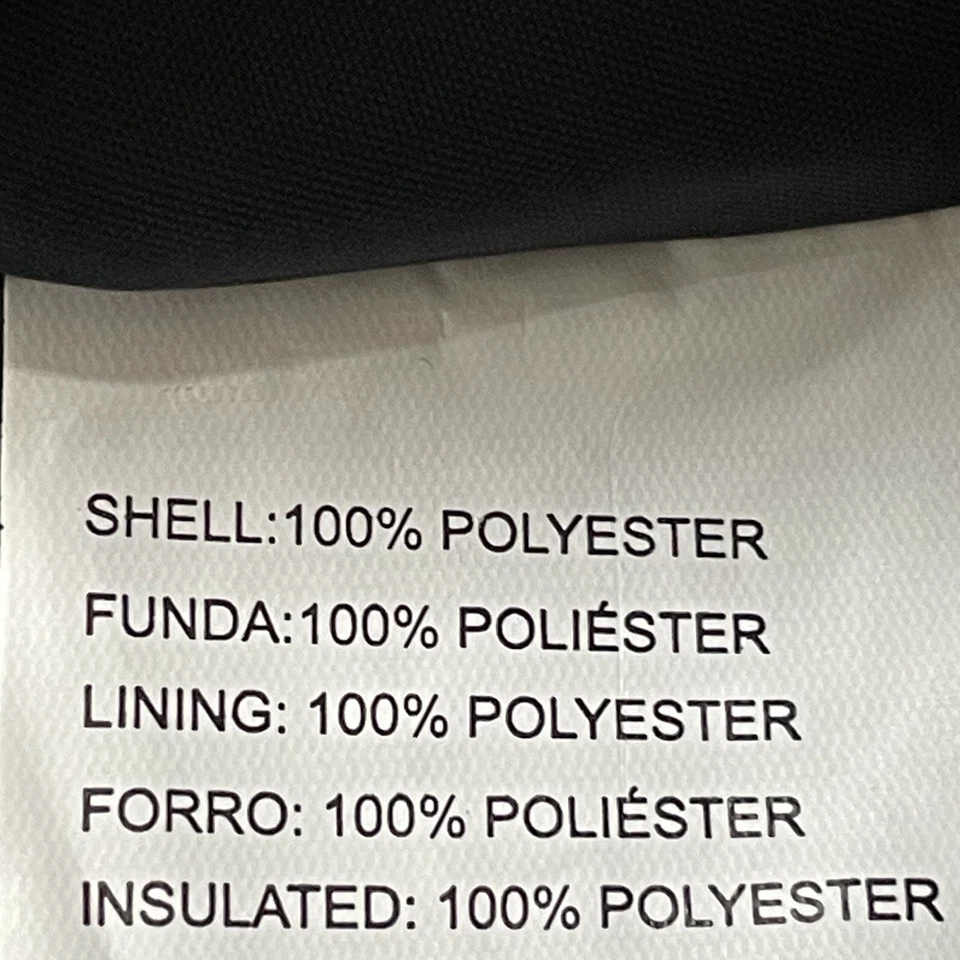 SHELL:100% POLYESTER
FUNDA:100% POLIÉSTER
LINING: 100% POLYESTER
FORRO: 100% POLIÉSTER
INSULATED: 100% POLYESTER